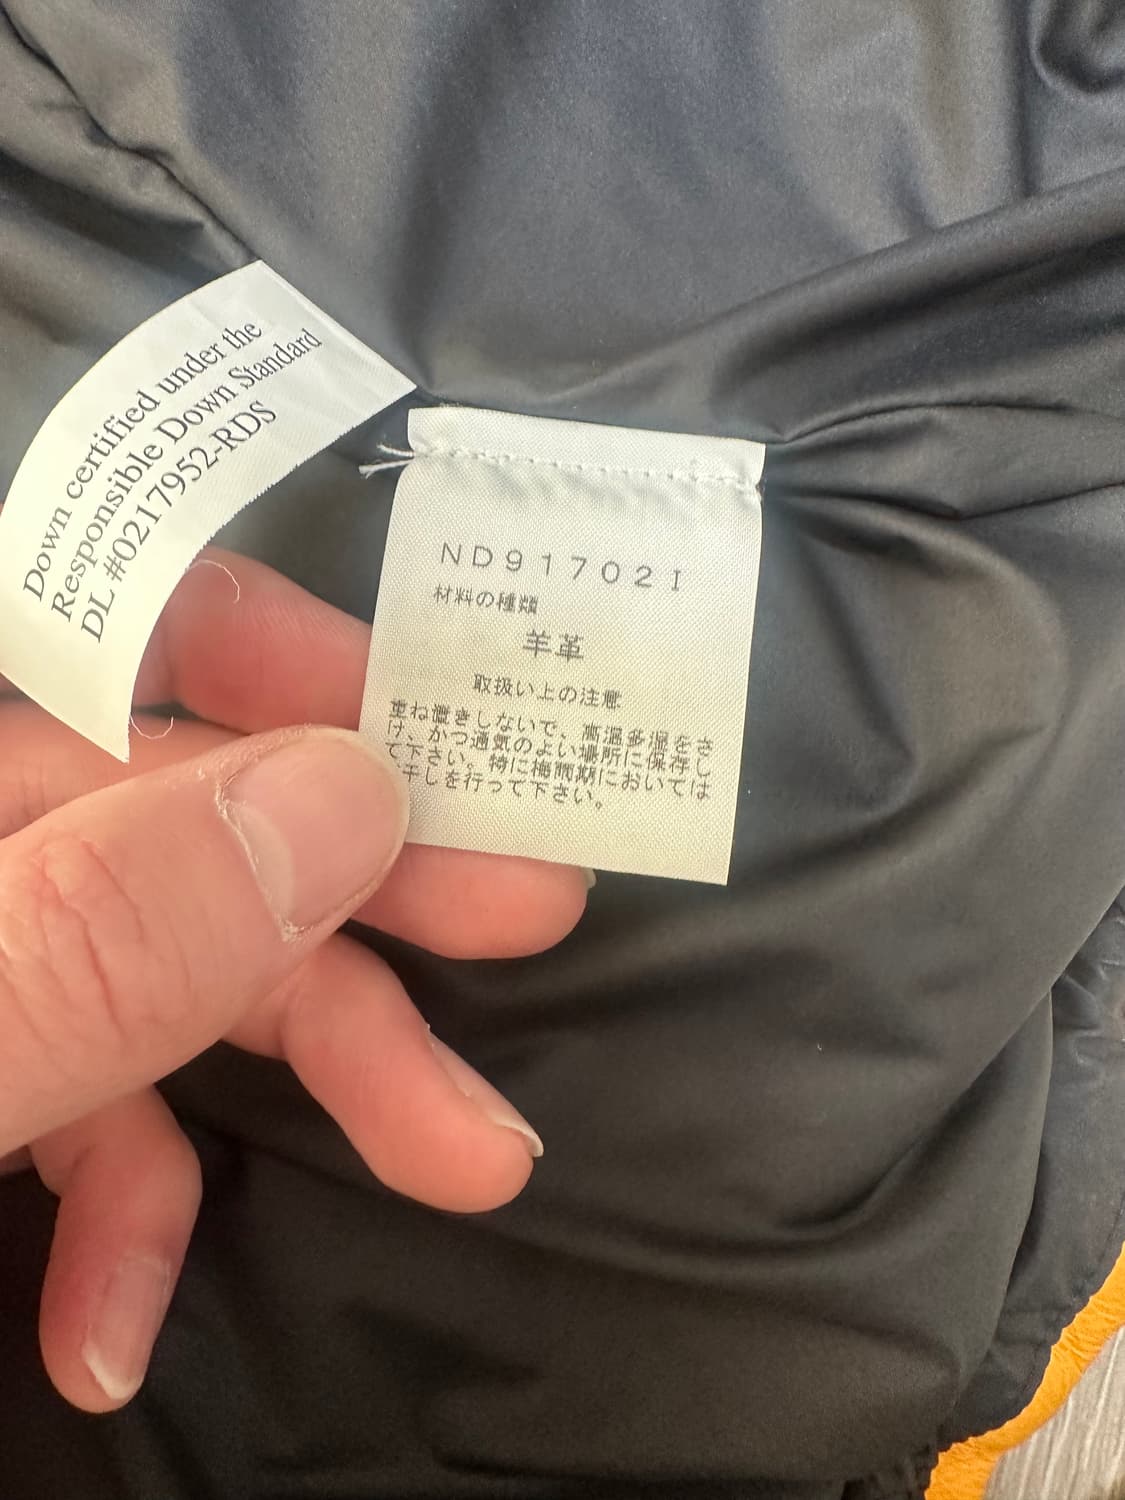 Down certified under the
Responsible Down Standard
DL #0217952-RDS
ND91702I
材料の種類
羊革
取扱い上の注意
重ね置きしないで、高温多湿をさ
け、かつ通気のよい場所に保存し
て下さい。特に梅雨期においては
干しを行って下さい。